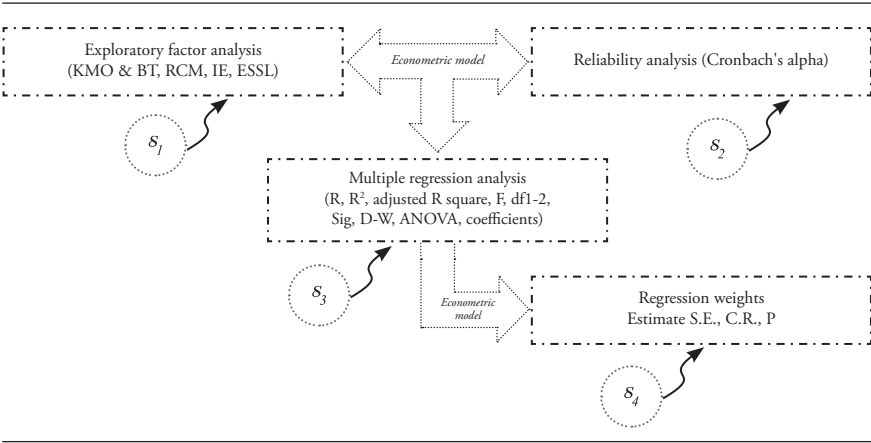 Exploratory factor analysis
(KMO & BT, RCM, IE, ESSL)
Econometric model
Reliability analysis (Cronbach's alpha)
S1
S2
Multiple regression analysis
(R, R², adjusted R square, F, df1-2,
Sig, D-W, ANOVA, coefficients)
S3
Econometric
model
Regression weights
Estimate S.E., C.R., P
S4